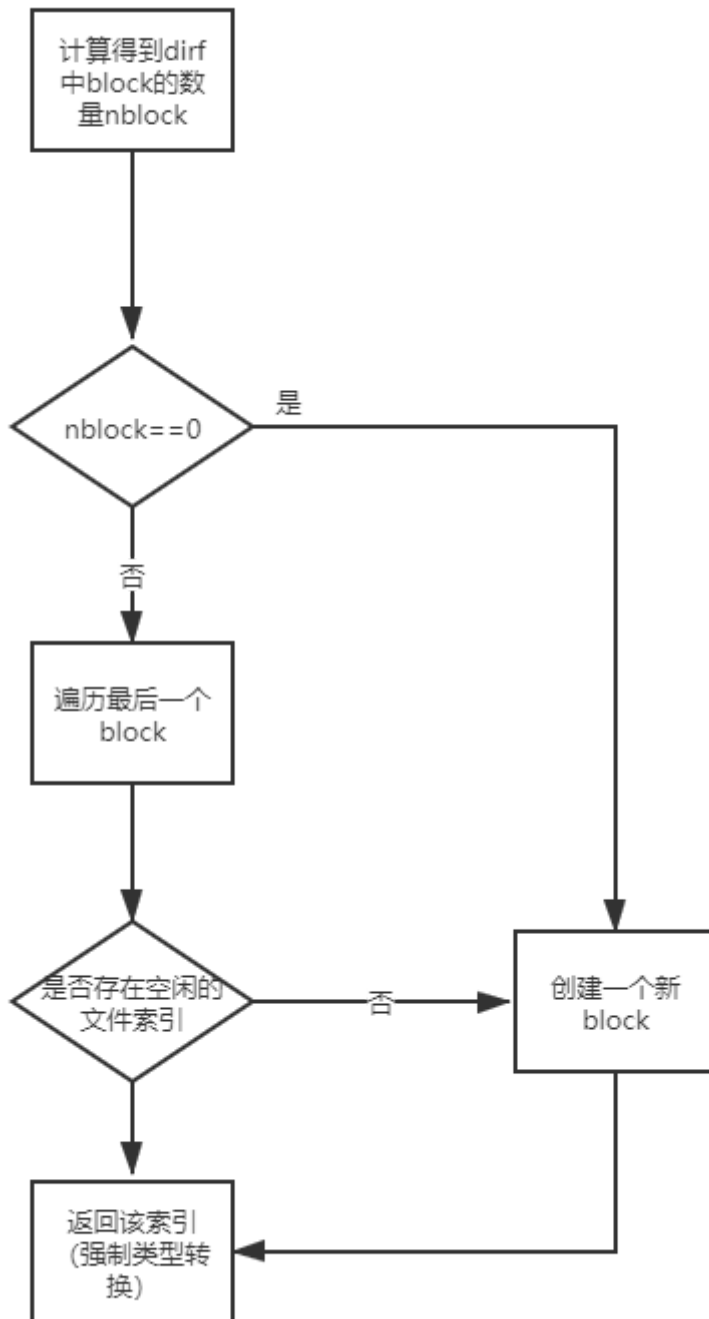 计算得到dirf
中block的数
量nblock
nblock==0
是
否
遍历最后一个
block
是否存在空闲的
文件索引
否
创建一个新
block
返回该索引
(强制类型转
换)